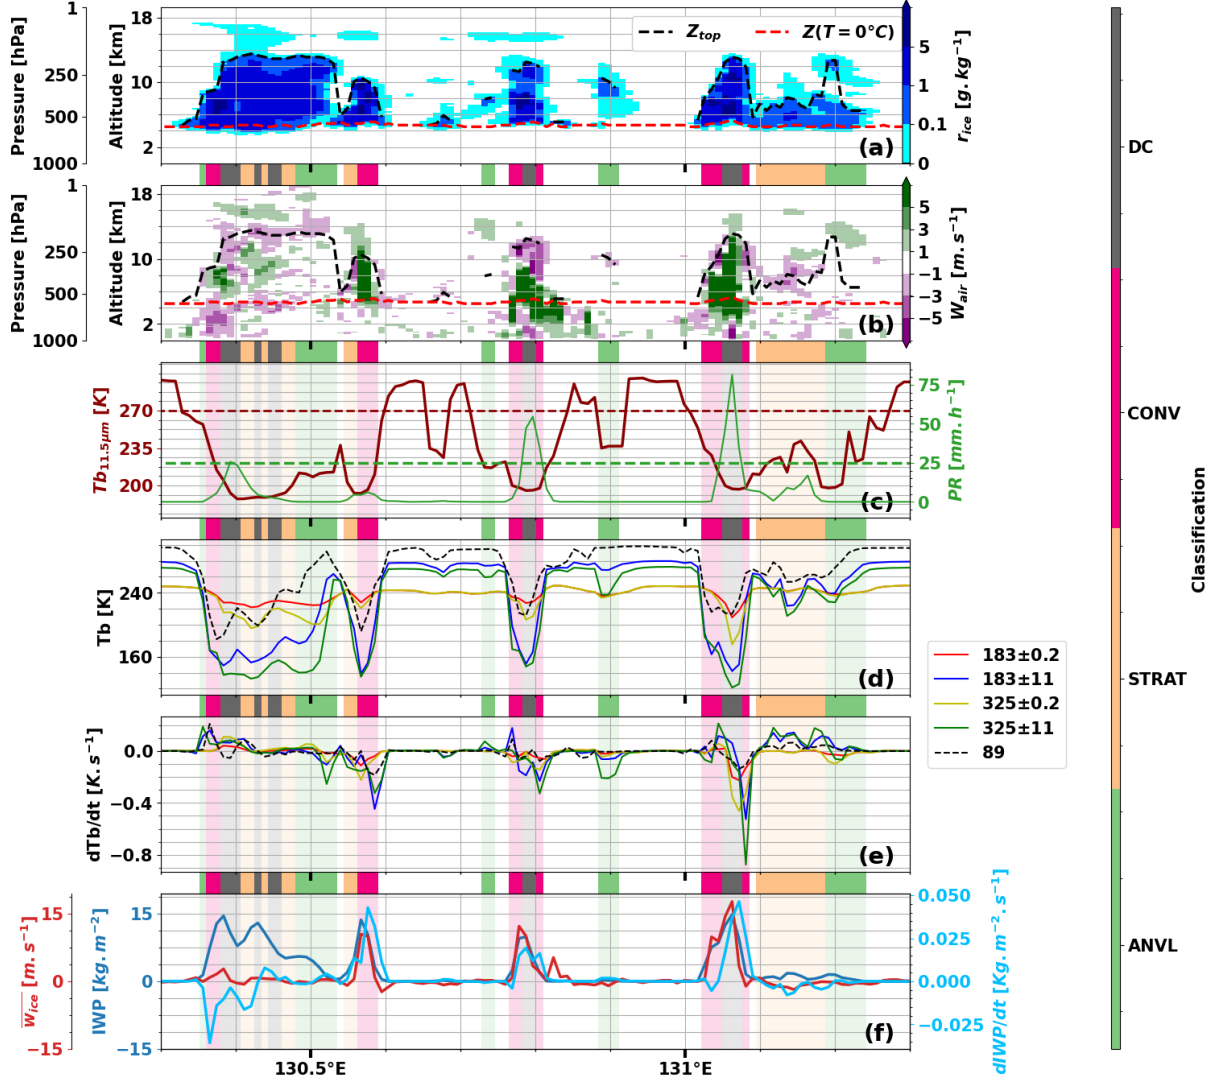 1
250
500
1000
Pressure [hPa]
18
10
2
Altitude [km]
Z_top
Z(T = 0°C)
(a)
5
1
0.1
0
r_ice [g. kg⁻¹]
1
250
500
1000
Pressure [hPa]
18
10
2
Altitude [km]
(b)
5
3
1
−1
−3
−5
W_air [m. s⁻¹]
270
235
200
Tb_11.5μm [K]
(c)
75
50
25
0
PR [mm. h⁻¹]
240
160
Tb [K]
(d)
0.0
−0.4
−0.8
dTb/dt [K. s⁻¹]
(e)
15
0
−15
w_ice [m. s⁻¹]
15
0
−15
IWP [kg. m⁻²]
(f)
0.050
0.025
0.000
−0.025
dIWP/dt [Kg. m⁻². s⁻¹]
130.5°E
131°E
183±0.2
183±11
325±0.2
325±11
89
DC
CONV
STRAT
ANVL
Classification